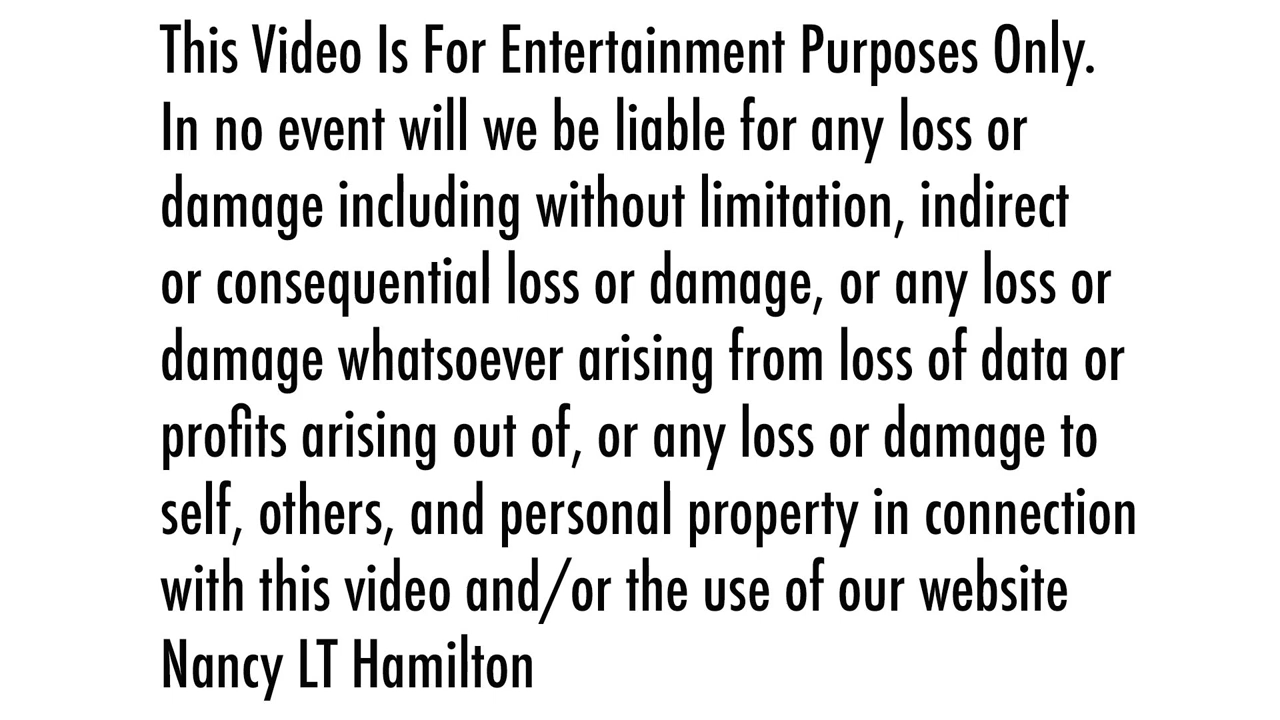 This Video Is For Entertainment Purposes Only.
In no event will we be liable for any loss or
damage including without limitation, indirect
or consequential loss or damage, or any loss or
damage whatsoever arising from loss of data or
profits arising out of, or any loss or damage to
self, others, and personal property in connection
with this video and/or the use of our website
Nancy LT Hamilton